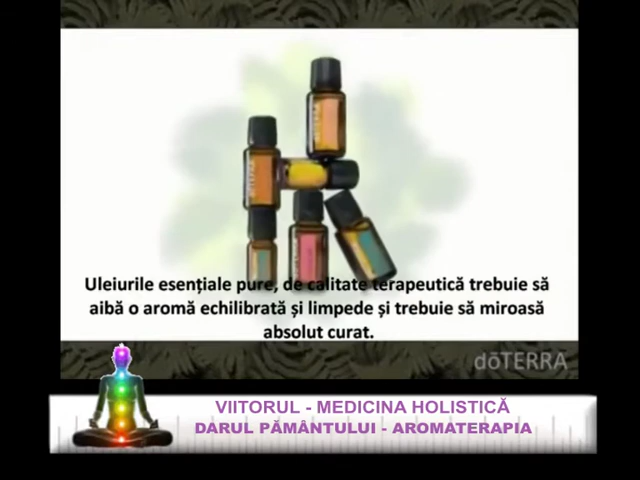 Uleiurile esențiale pure, de calitate terapeutică trebuie să
aibă o aromă echilibrată și limpede și trebuie să miroasă
absolut curat.
dōTERRA
VIITORUL - MEDICINA HOLISTICĂ
DARUL PĂMÂNTULUI - AROMATERAPIA